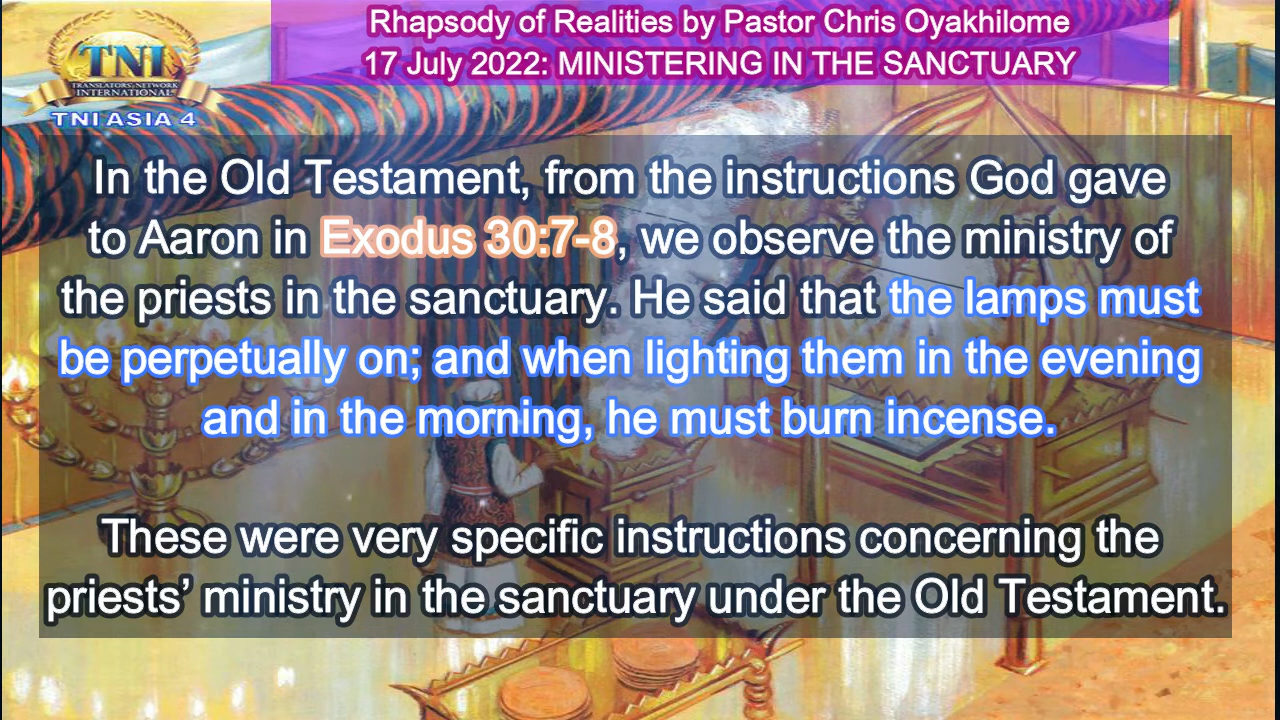 Rhapsody of Realities by Pastor Chris Oyakhilome
17 July 2022: MINISTERING IN THE SANCTUARY
TNI
TRANSLATORS NETWORK
INTERNATIONAL
TNI ASIA 4
In the Old Testament, from the instructions God gave
to Aaron in Exodus 30:7-8, we observe the ministry of
the priests in the sanctuary. He said that the lamps must
be perpetually on; and when lighting them in the evening
and in the morning, he must burn incense.
These were very specific instructions concerning the
priests’ ministry in the sanctuary under the Old Testament.